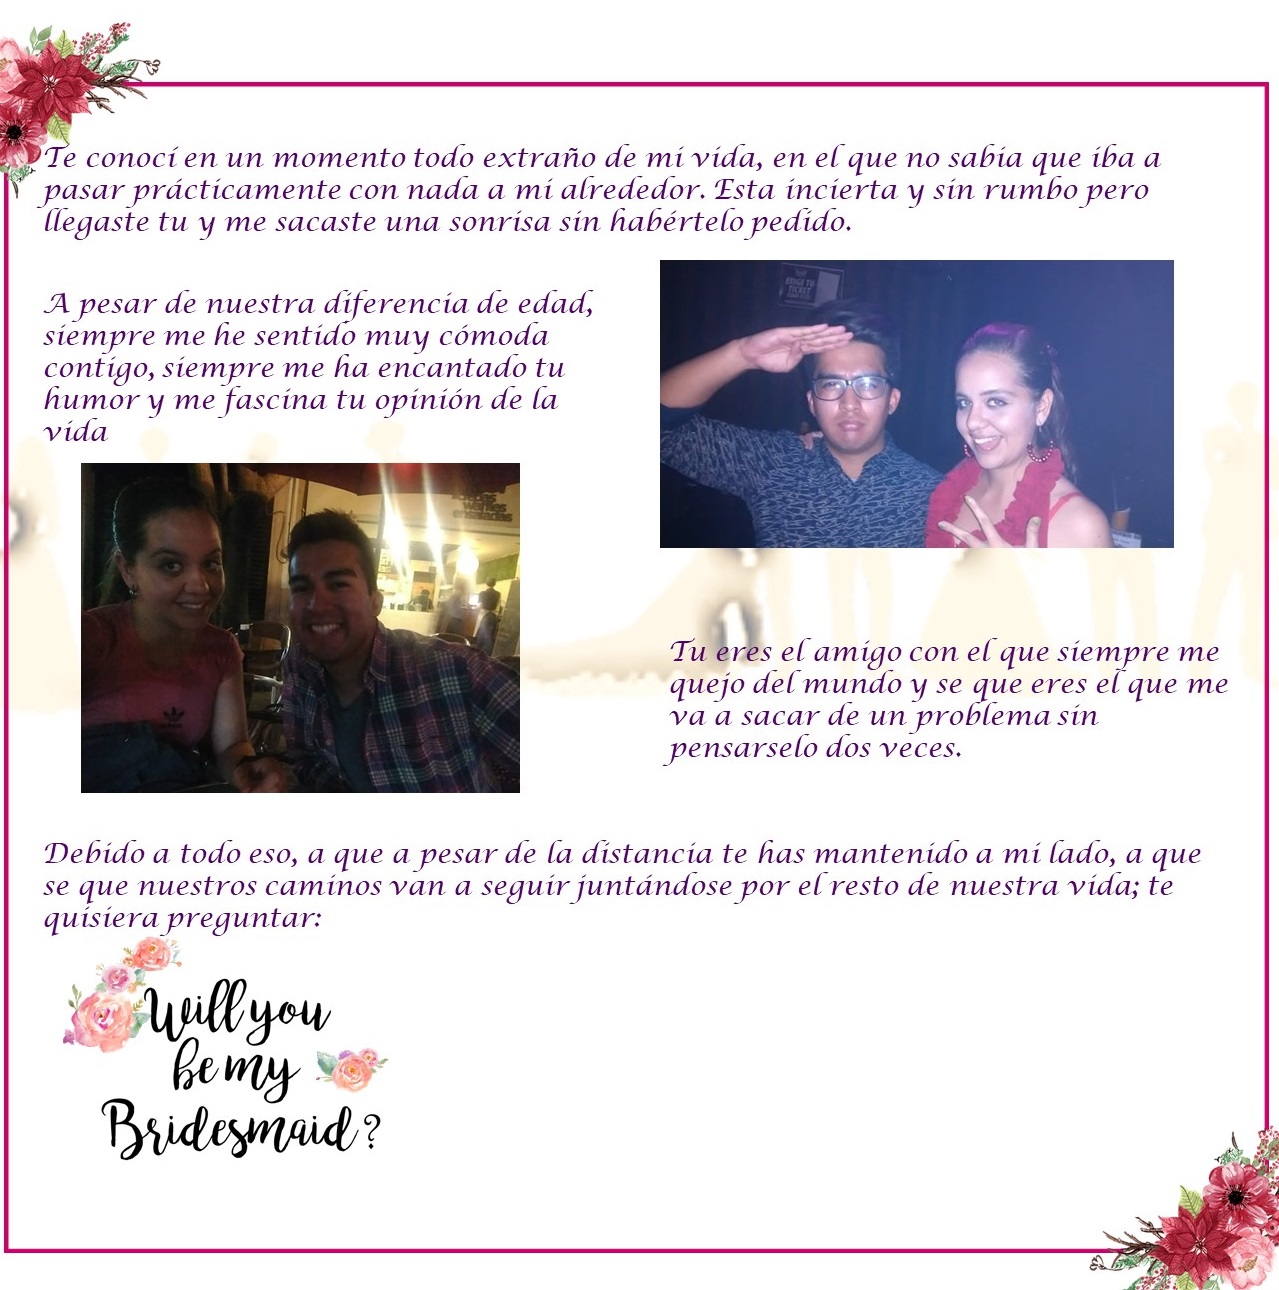 Te conocí en un momento todo extraño de mi vida, en el que no sabia que iba a
pasar prácticamente con nada a mi alrededor. Esta incierta y sin rumbo pero
llegaste tu y me sacaste una sonrisa sin habértelo pedido.
A pesar de nuestra diferencia de edad,
siempre me he sentido muy cómoda
contigo, siempre me ha encantado tu
humor y me fascina tu opinión de la
vida
ELIGE TU
TICKET
Tu eres el amigo con el que siempre me
quejo del mundo y se que eres el que me
va a sacar de un problema sin
pensarselo dos veces.
Debido a todo eso, a que a pesar de la distancia te has mantenido a mi lado, a que
se que nuestros caminos van a seguir juntándose por el resto de nuestra vida; te
quisiera preguntar:
Will you
be my
Bridesmaid?